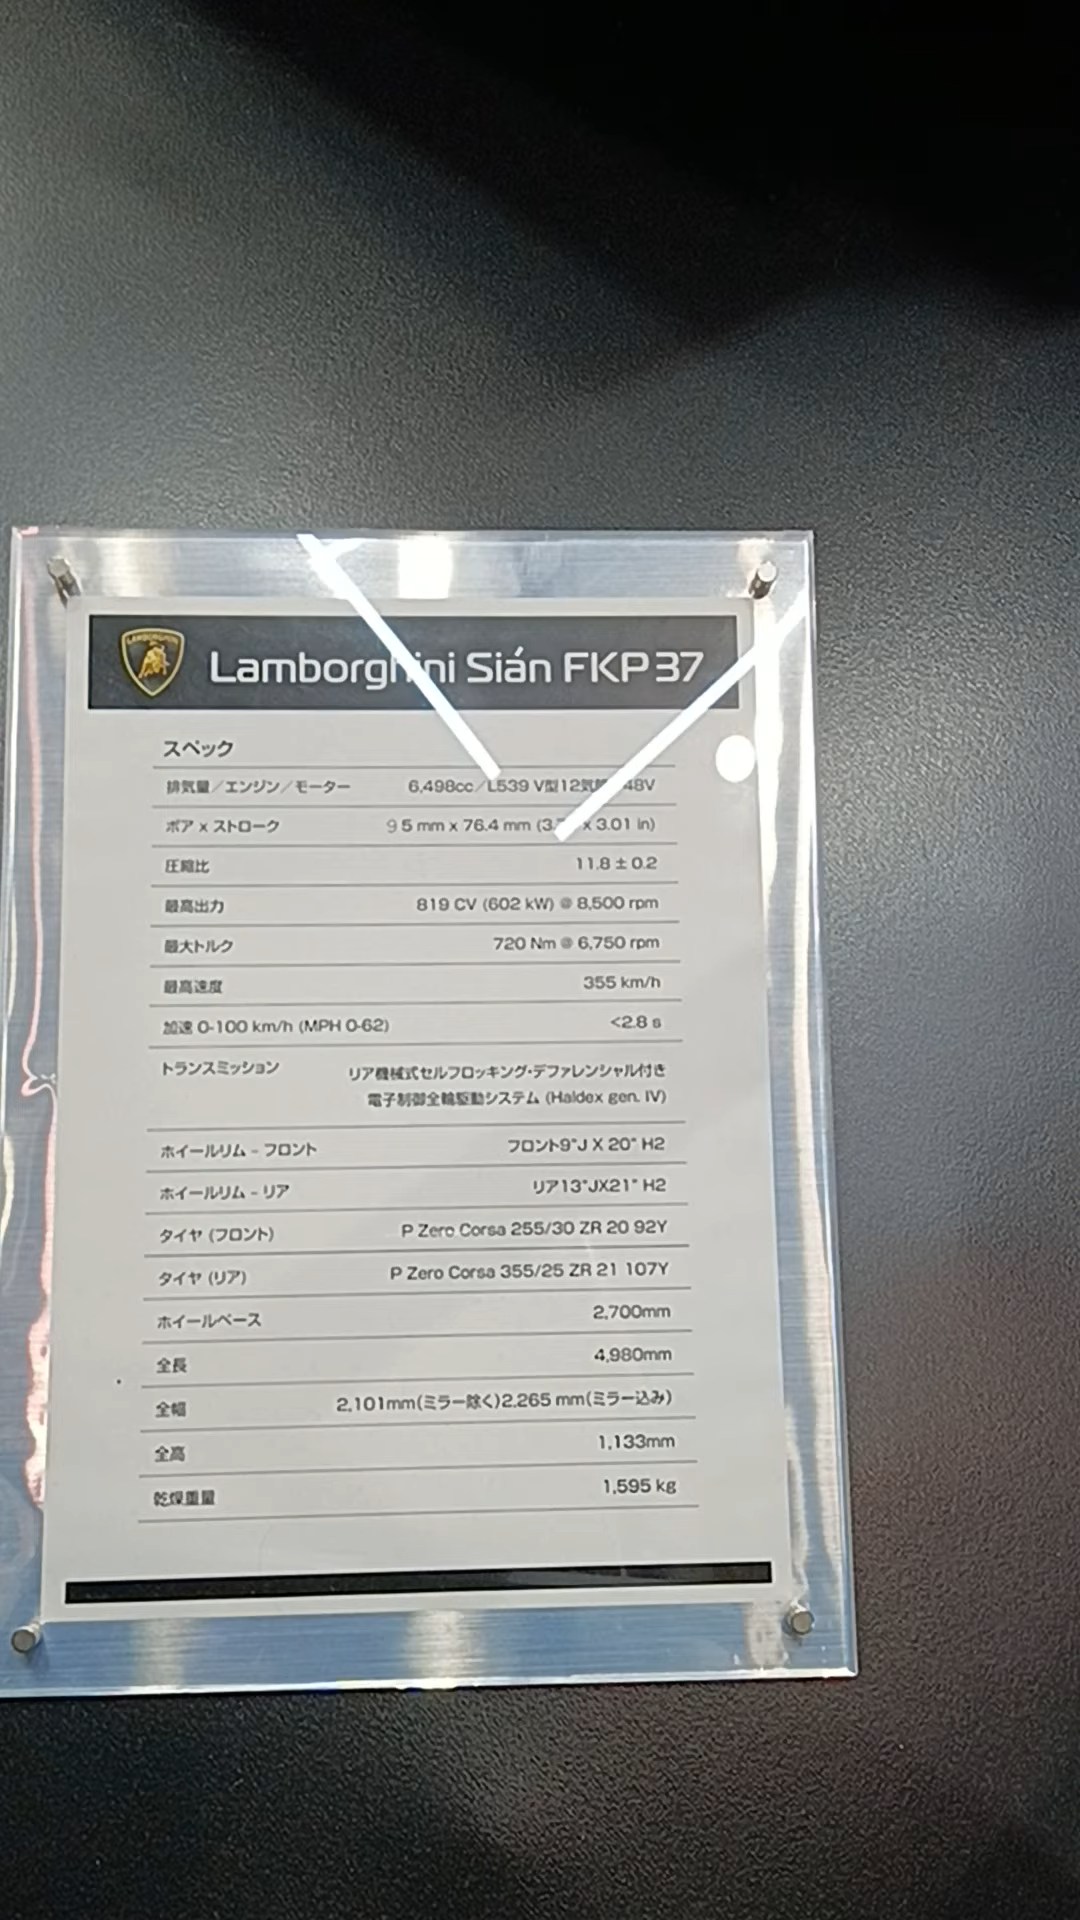 LAMBORGHINI
Lamborghini Sián FKP 37
スペック
排気量／エンジン／モーター 6,498cc／L539 V型12気筒 48V
ボア x ストローク 95 mm x 76.4 mm (3. x 3.01 in)
圧縮比 11.8 ± 0.2
最高出力 819 CV (602 kW) @ 8,500 rpm
最大トルク 720 Nm @ 6,750 rpm
最高速度 355 km/h
加速 0-100 km/h (MPH 0-62) <2.8 s
トランスミッション リア機械式セルフロッキング・デファレンシャル付き
電子制御全輪駆動システム (Haldex gen. IV)
ホイールリム - フロント フロント9"J X 20" H2
ホイールリム - リア リア13"JX21" H2
タイヤ (フロント) P Zero Corsa 255/30 ZR 20 92Y
タイヤ (リア) P Zero Corsa 355/25 ZR 21 107Y
ホイールベース 2,700mm
全長 4,980mm
全幅 2,101mm(ミラー除く)2.265 mm(ミラー込み)
全高 1,133mm
乾燥重量 1,595 kg